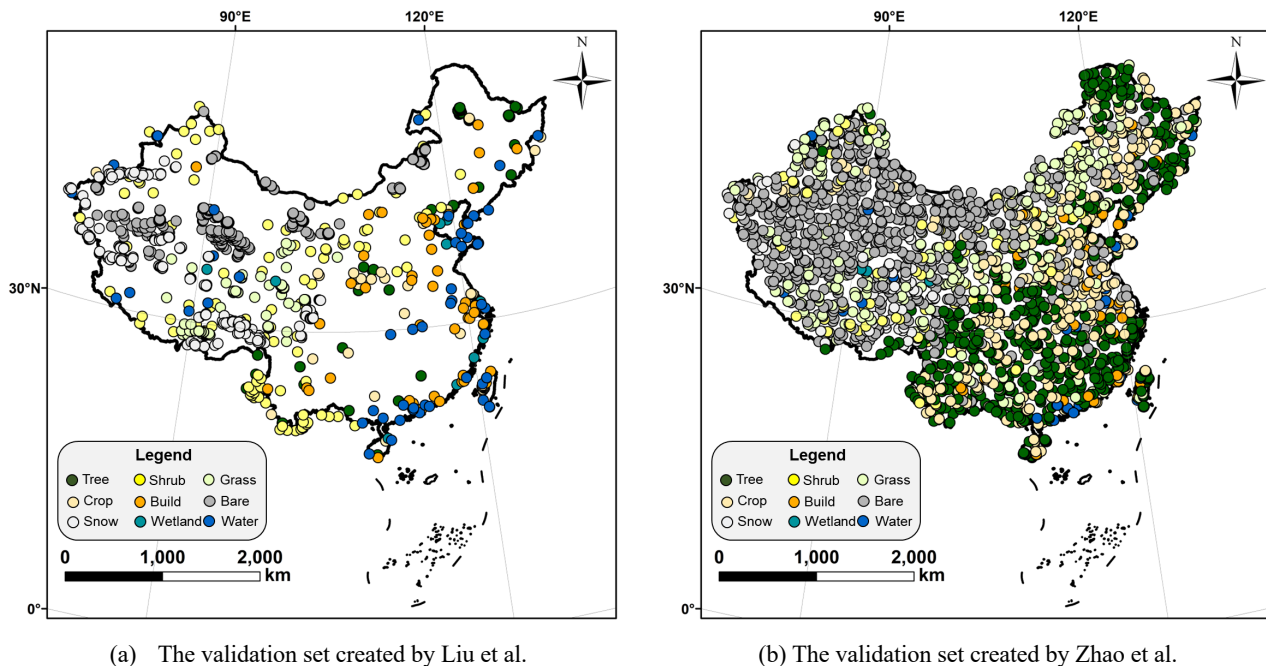 90°E 120°E
N
30°N
0°
Legend
Tree Shrub Grass
Crop Build Bare
Snow Wetland Water
0 1,000 2,000
km
(a) The validation set created by Liu et al.
90°E 120°E
N
30°N
0°
Legend
Tree Shrub Grass
Crop Build Bare
Snow Wetland Water
0 1,000 2,000
km
(b) The validation set created by Zhao et al.